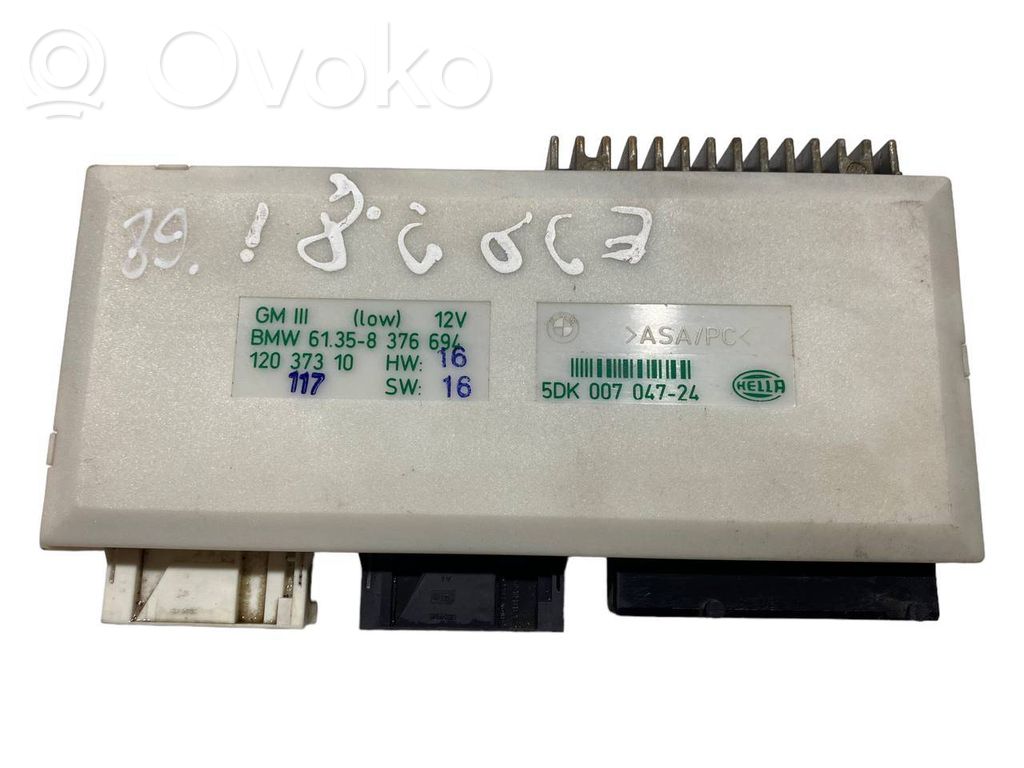 Ovoko
GM III (low) 12V
BMW 61.35-8 376 694
120 373 10 HW: 16
117 SW: 16
>ASA/PC<
5DK 007 047-24 HELLA